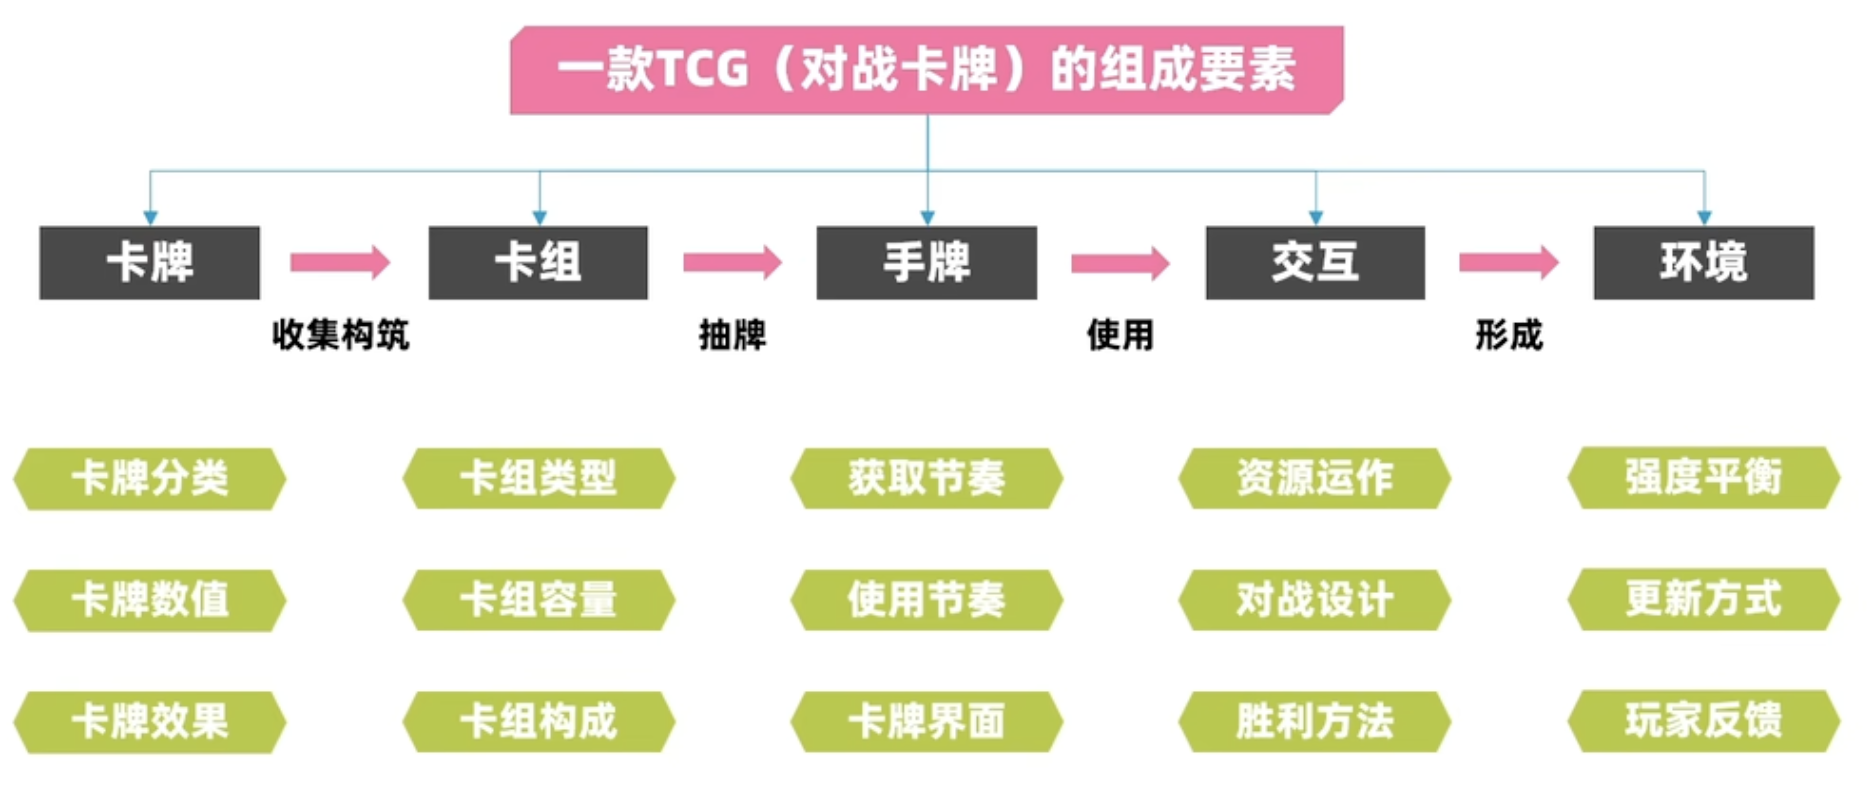 一款TCG（对战卡牌）的组成要素
卡牌
卡组
手牌
交互
环境
收集构筑
抽牌
使用
形成
卡牌分类
卡组类型
获取节奏
资源运作
强度平衡
卡牌数值
卡组容量
使用节奏
对战设计
更新方式
卡牌效果
卡组构成
卡牌界面
胜利方法
玩家反馈